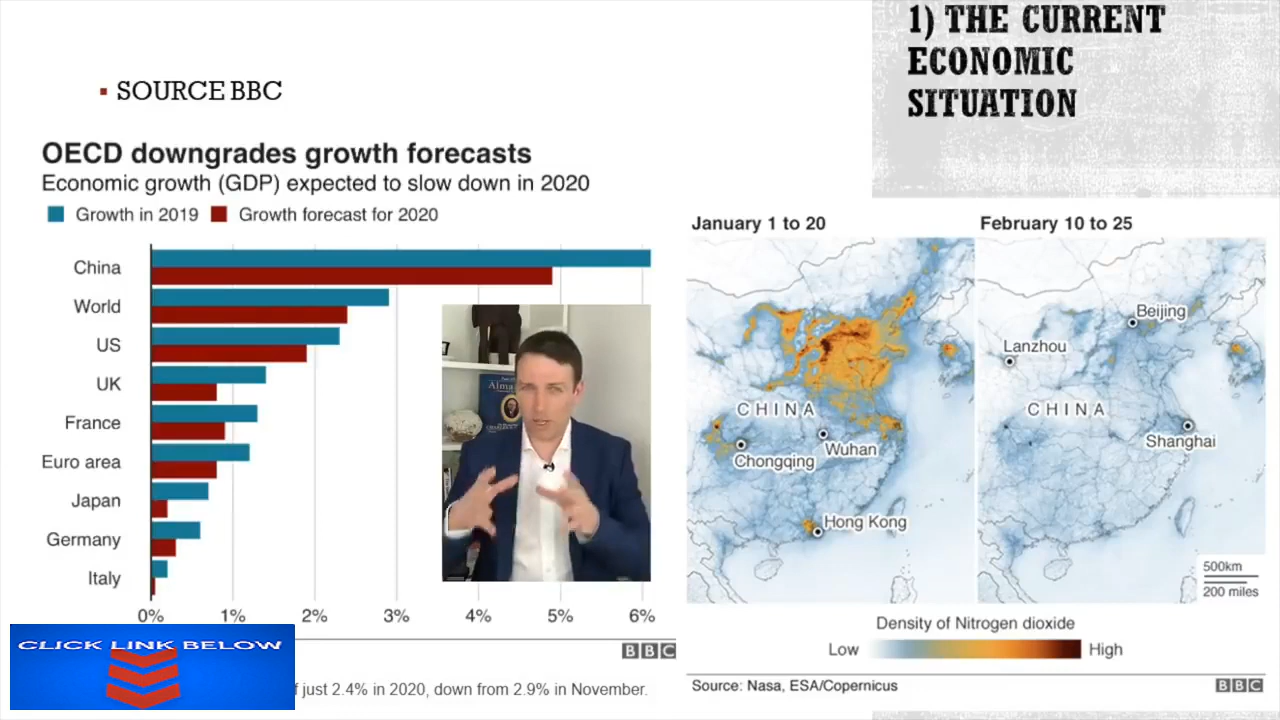 1) THE CURRENT
ECONOMIC
SITUATION
SOURCE BBC
OECD downgrades growth forecasts
Economic growth (GDP) expected to slow down in 2020
Growth in 2019
Growth forecast for 2020
China
World
US
UK
France
Euro area
Japan
Germany
Italy
0% 1% 2% 3% 4% 5% 6%
BBC
CLICK LINK BELOW
just 2.4% in 2020, down from 2.9% in November.
January 1 to 20
February 10 to 25
CHINA
Chongqing
Wuhan
Hong Kong
Beijing
Lanzhou
CHINA
Shanghai
500km
200 miles
Density of Nitrogen dioxide
Low
High
Source: Nasa, ESA/Copernicus
BBC